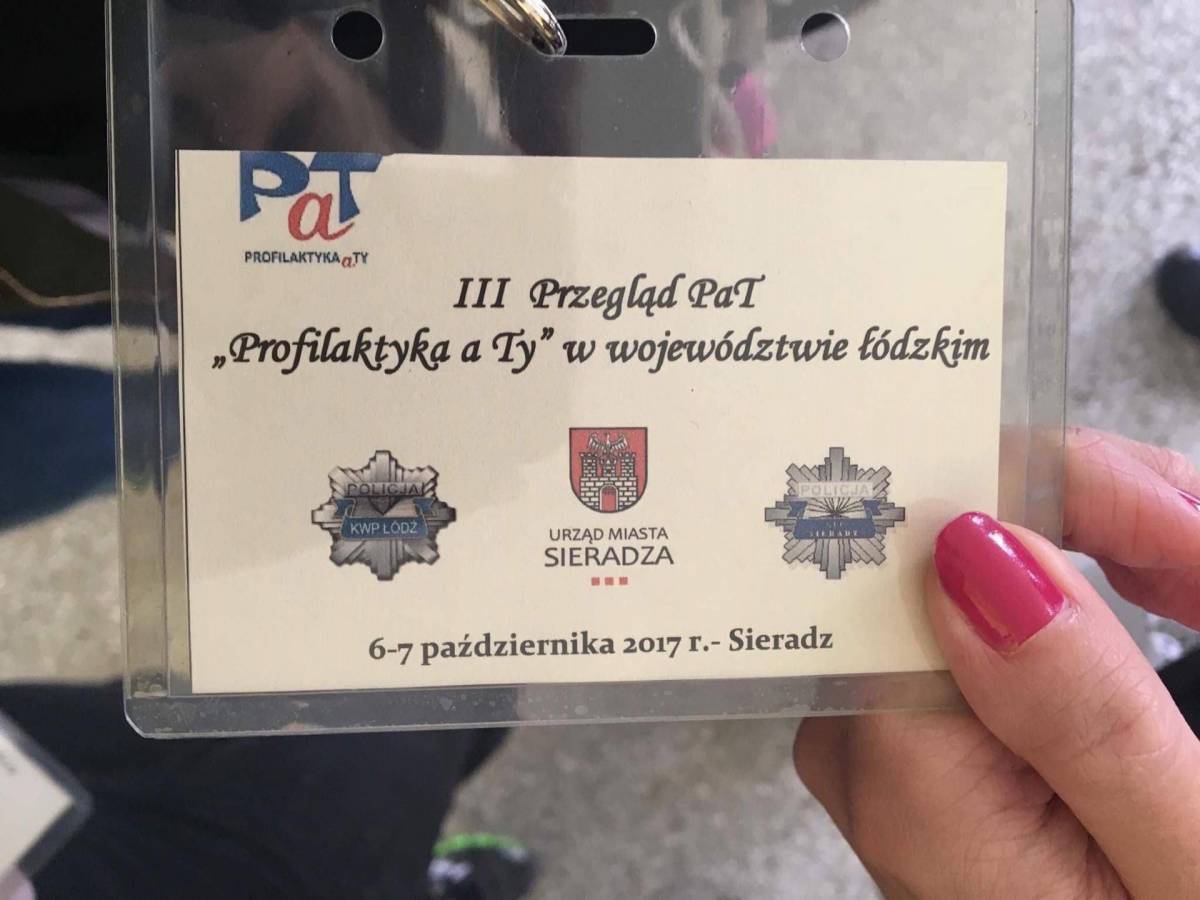 PaT
PROFILAKTYKA a.TY
III Przegląd PaT
„Profilaktyka a Ty” w województwie łódzkim
POLICJA
KWP ŁÓDŹ
URZĄD MIASTA
SIERADZA
POLICJA
SIERADZ
6-7 października 2017 r.- Sieradz